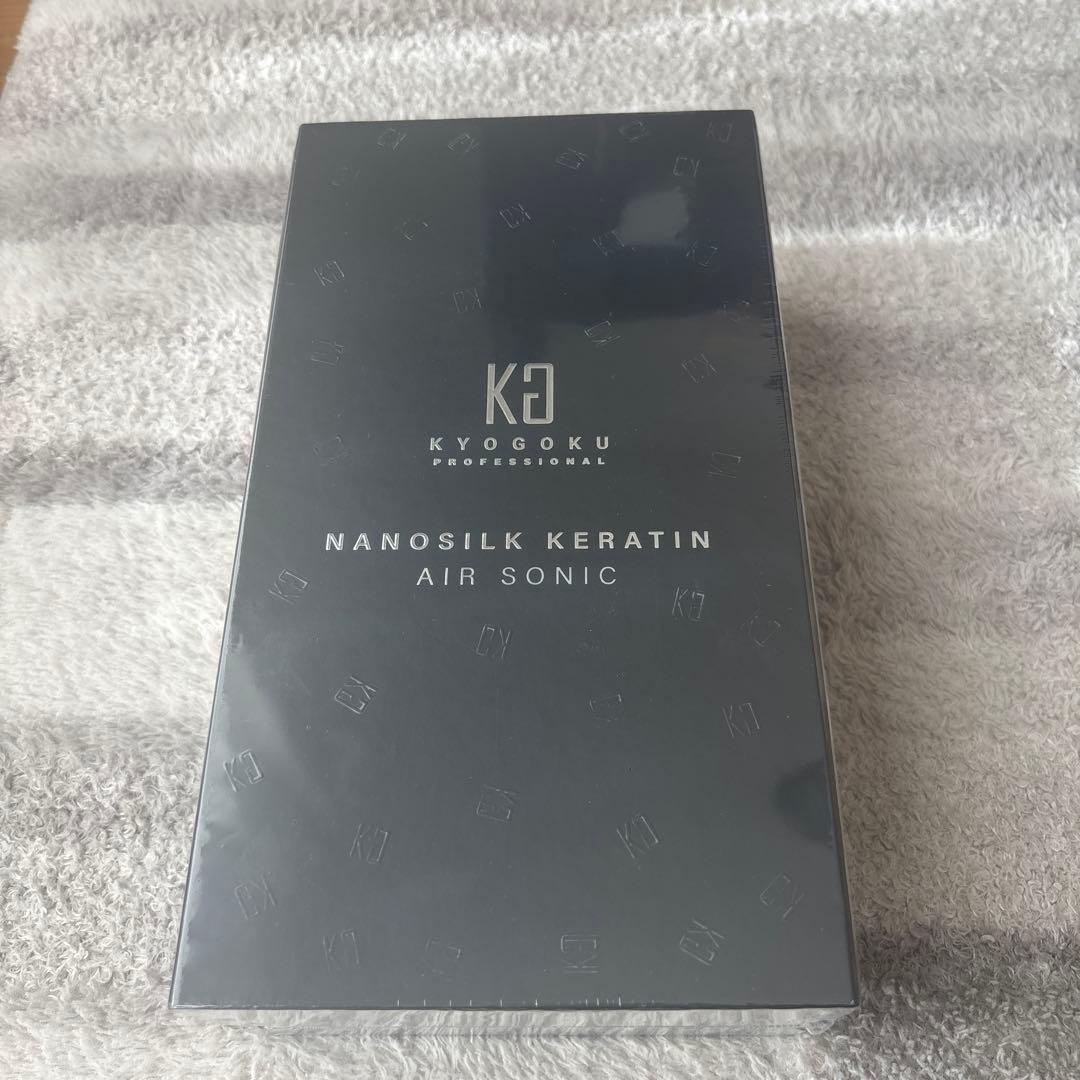 KG
KYOGOKU
PROFESSIONAL
NANOSILK KERATIN
AIR SONIC